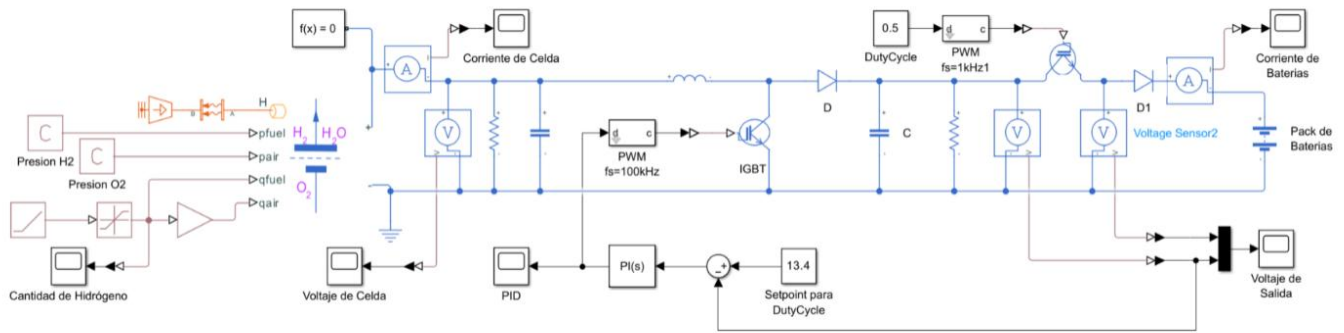 f(x) = 0
Corriente de Celda
A
0.5
DutyCycle
d
c
PWM
fs=1kHz1
Corriente de
Baterias
A
D1
Voltage Sensor2
Pack de
Baterias
H
B
A
C
Presion H2
C
Presion O2
pfuel
pair
qfuel
qair
H2
H2O
O2
V
d
c
PWM
fs=100kHz
IGBT
D
C
V
V
Cantidad de Hidrógeno
Voltaje de Celda
PID
PI(s)
13.4
Setpoint para
DutyCycle
Voltaje de
Salida